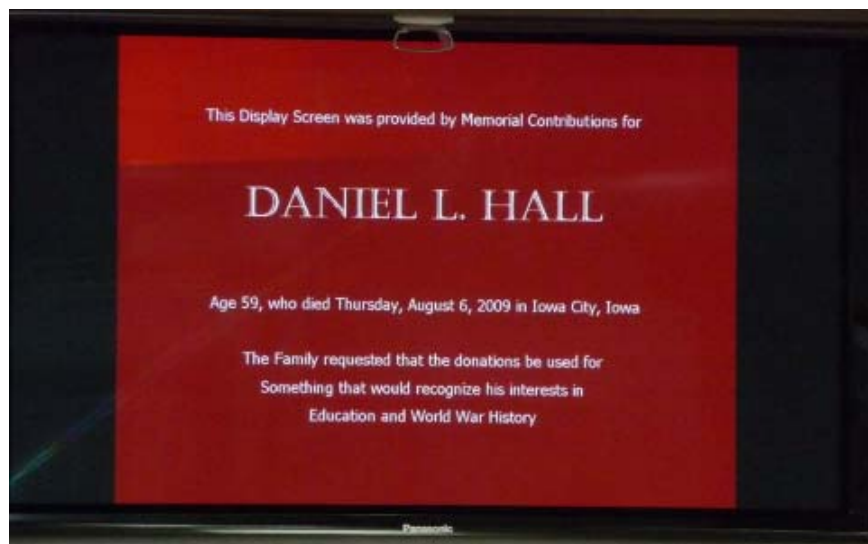 This Display Screen was provided by Memorial Contributions for
DANIEL L. HALL
Age 59, who died Thursday, August 6, 2009 in Iowa City, Iowa
The Family requested that the donations be used for
Something that would recognize his interests in
Education and World War History
Panasonic